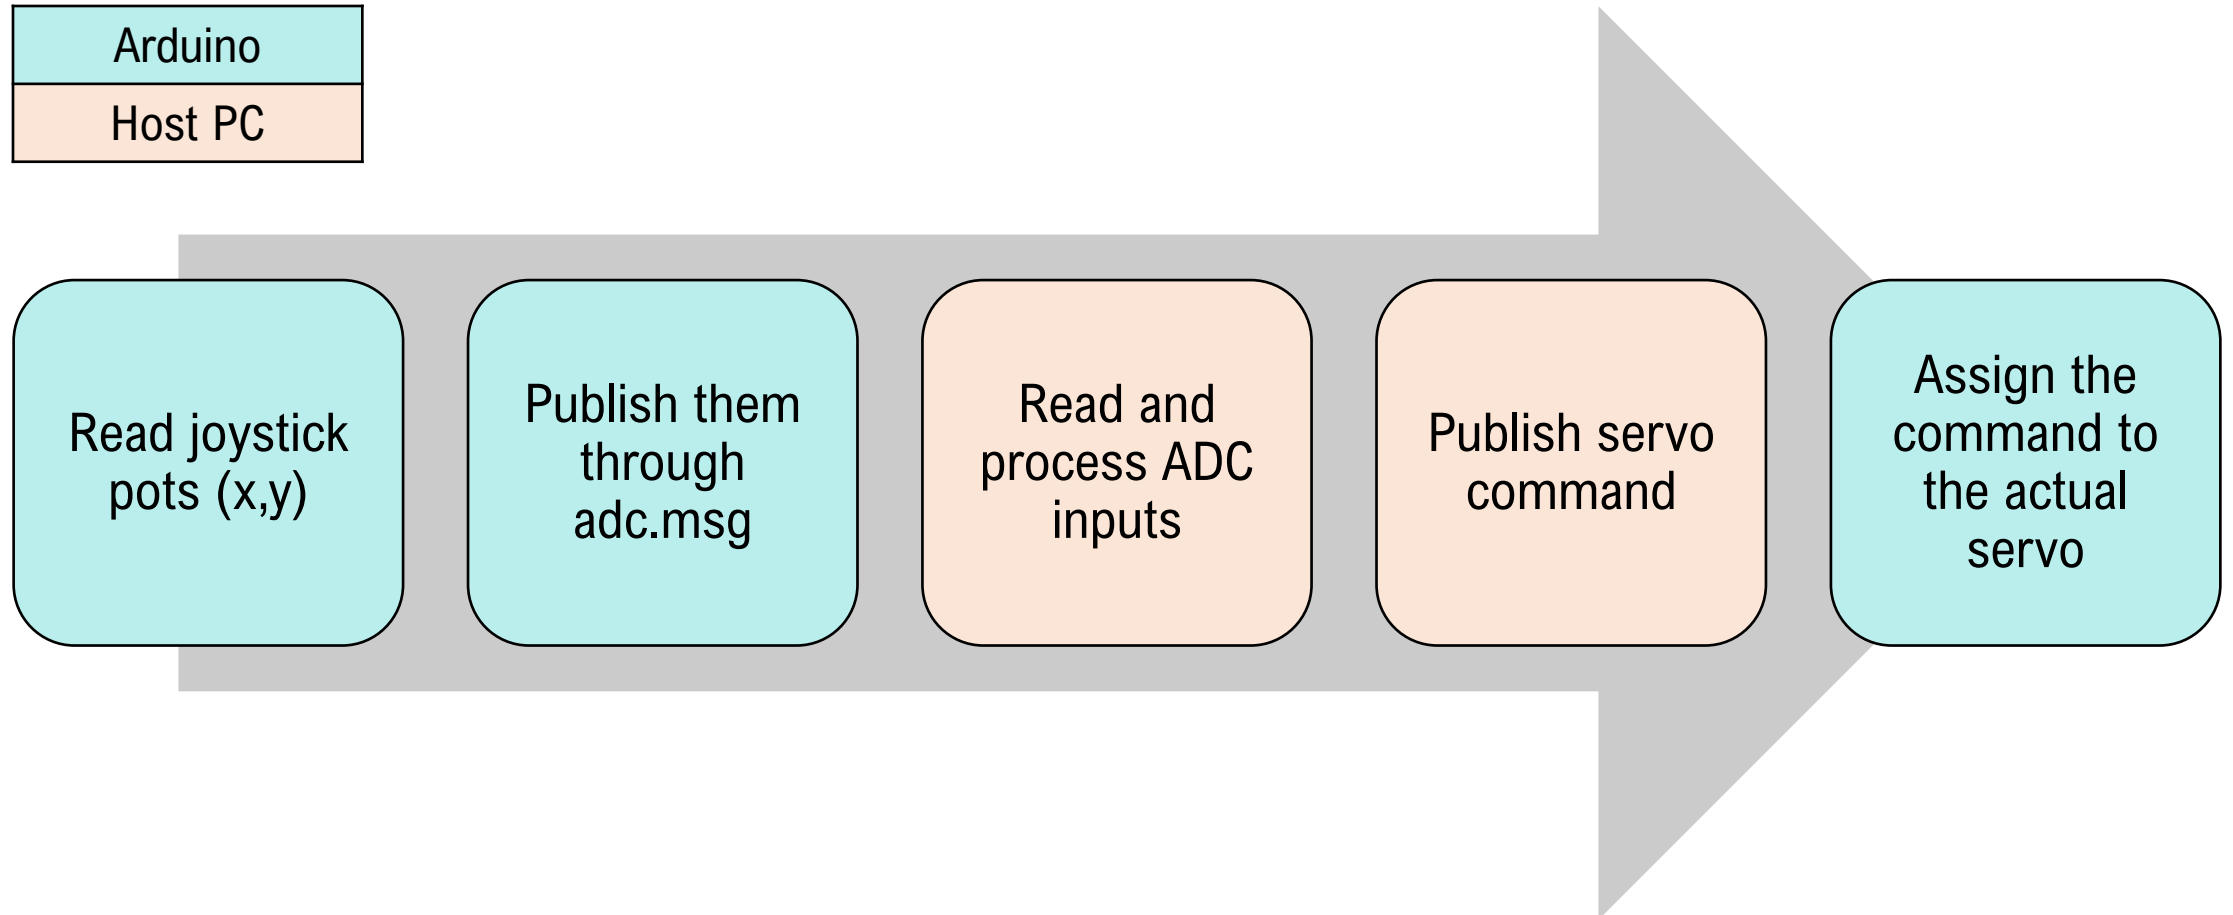 Arduino
Host PC
Read joystick
pots (x,y)
Publish them
through
adc.msg
Read and
process ADC
inputs
Publish servo
command
Assign the
command to
the actual
servo